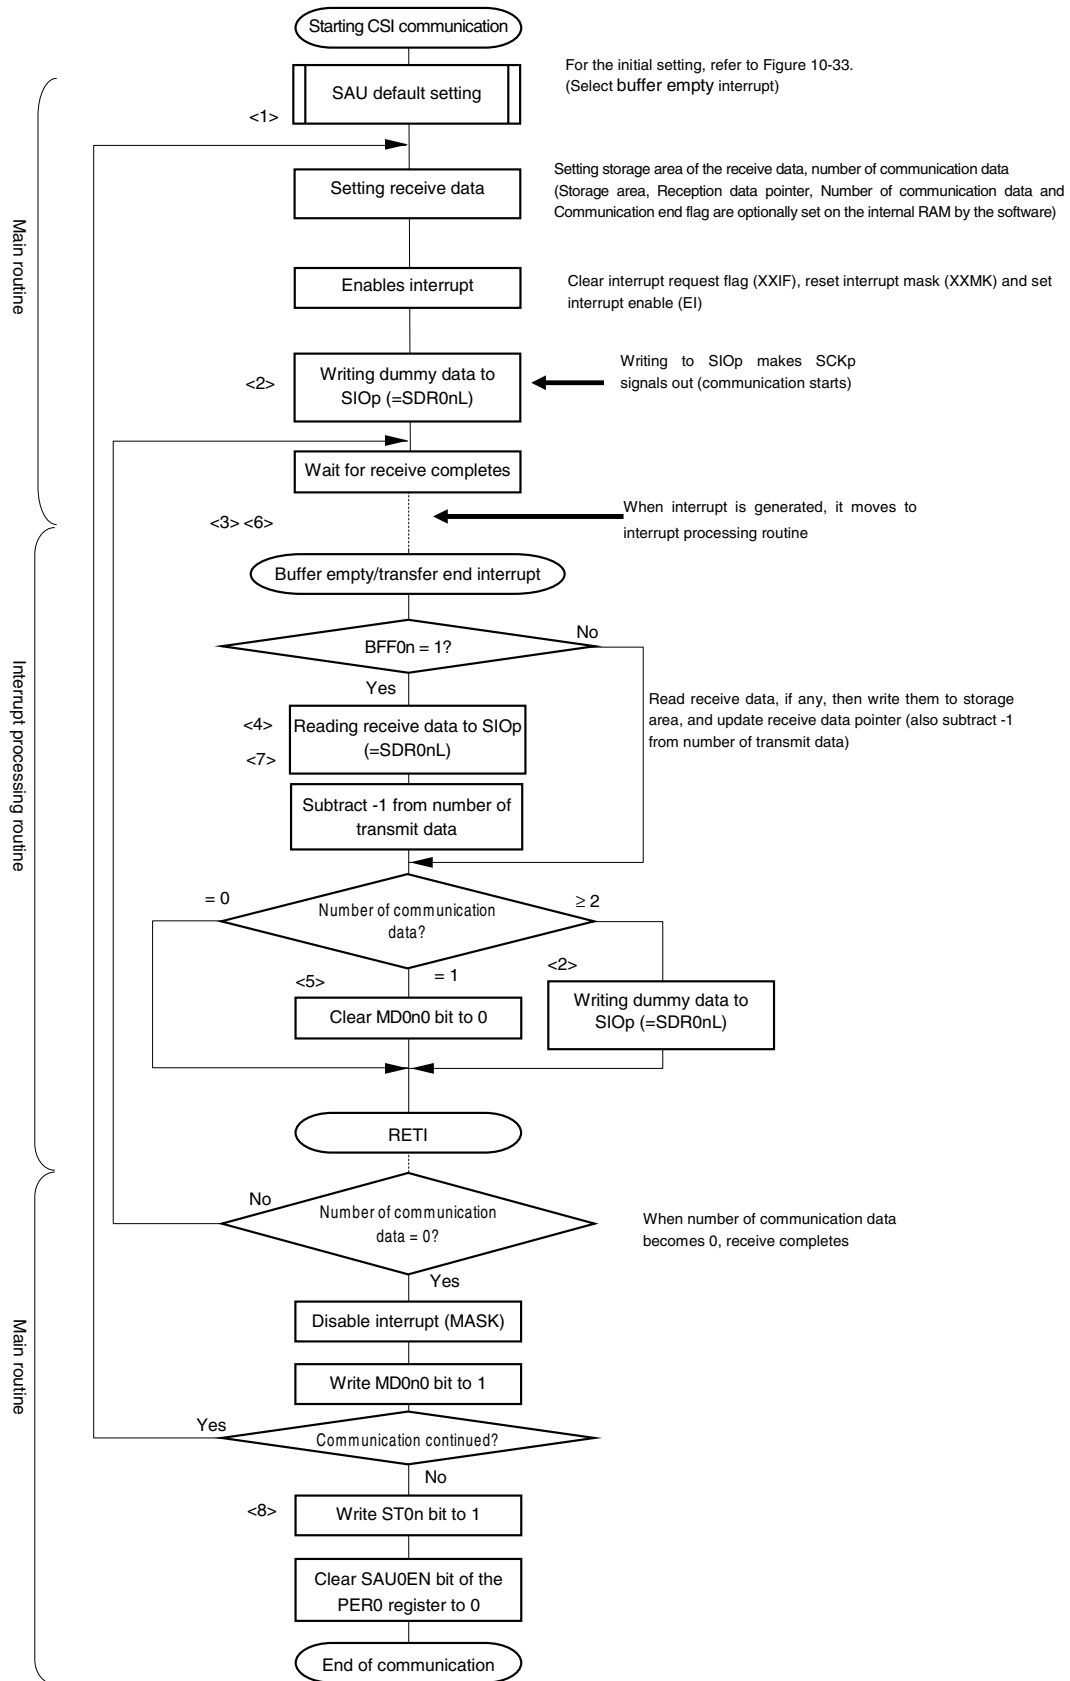 Starting CSI communication
For the initial setting, refer to Figure 10-33.
(Select buffer empty interrupt)
SAU default setting
<1>
Setting storage area of the receive data, number of communication data
(Storage area, Reception data pointer, Number of communication data and
Communication end flag are optionally set on the internal RAM by the software)
Setting receive data
Main routine
Enables interrupt
Clear interrupt request flag (XXIF), reset interrupt mask (XXMK) and set
interrupt enable (EI)
<2>
Writing dummy data to
SIOp (=SDR0nL)
Writing to SIOp makes SCKp
signals out (communication starts)
Wait for receive completes
<3> <6>
When interrupt is generated, it moves to
interrupt processing routine
Buffer empty/transfer end interrupt
BFF0n = 1?
No
Yes
Interrupt processing routine
<4>
<7>
Reading receive data to SIOp
(=SDR0nL)
Read receive data, if any, then write them to storage
area, and update receive data pointer (also subtract -1
from number of transmit data)
Subtract -1 from number of
transmit data
= 0
Number of communication
data?
≥ 2
= 1
<5>
Clear MD0n0 bit to 0
<2>
Writing dummy data to
SIOp (=SDR0nL)
RETI
No
Number of communication
data = 0?
When number of communication data
becomes 0, receive completes
Yes
Main routine
Disable interrupt (MASK)
Write MD0n0 bit to 1
Yes
Communication continued?
No
<8>
Write ST0n bit to 1
Clear SAU0EN bit of the
PER0 register to 0
End of communication